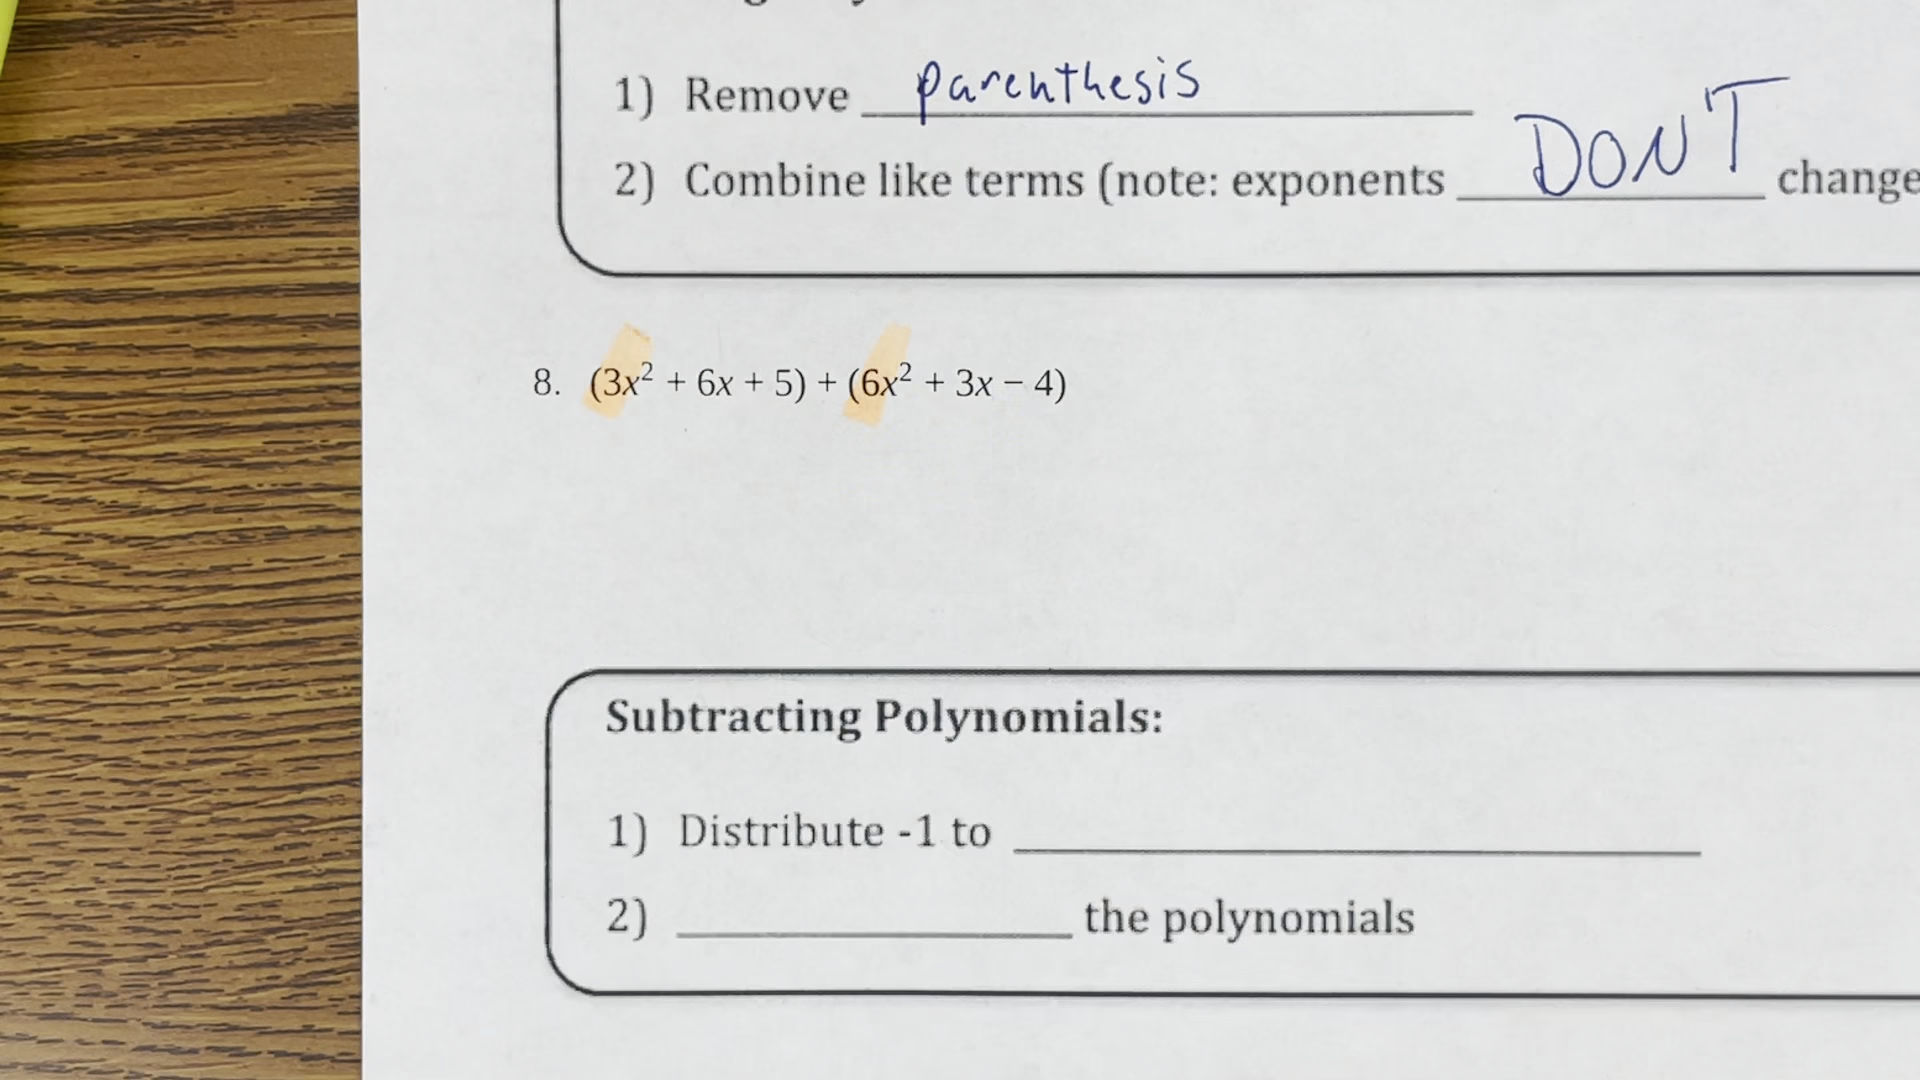 1) Remove parenthesis
2) Combine like terms (note: exponents DON'T change
8. (3x² + 6x + 5) + (6x² + 3x − 4)
Subtracting Polynomials:
1) Distribute -1 to
2) the polynomials